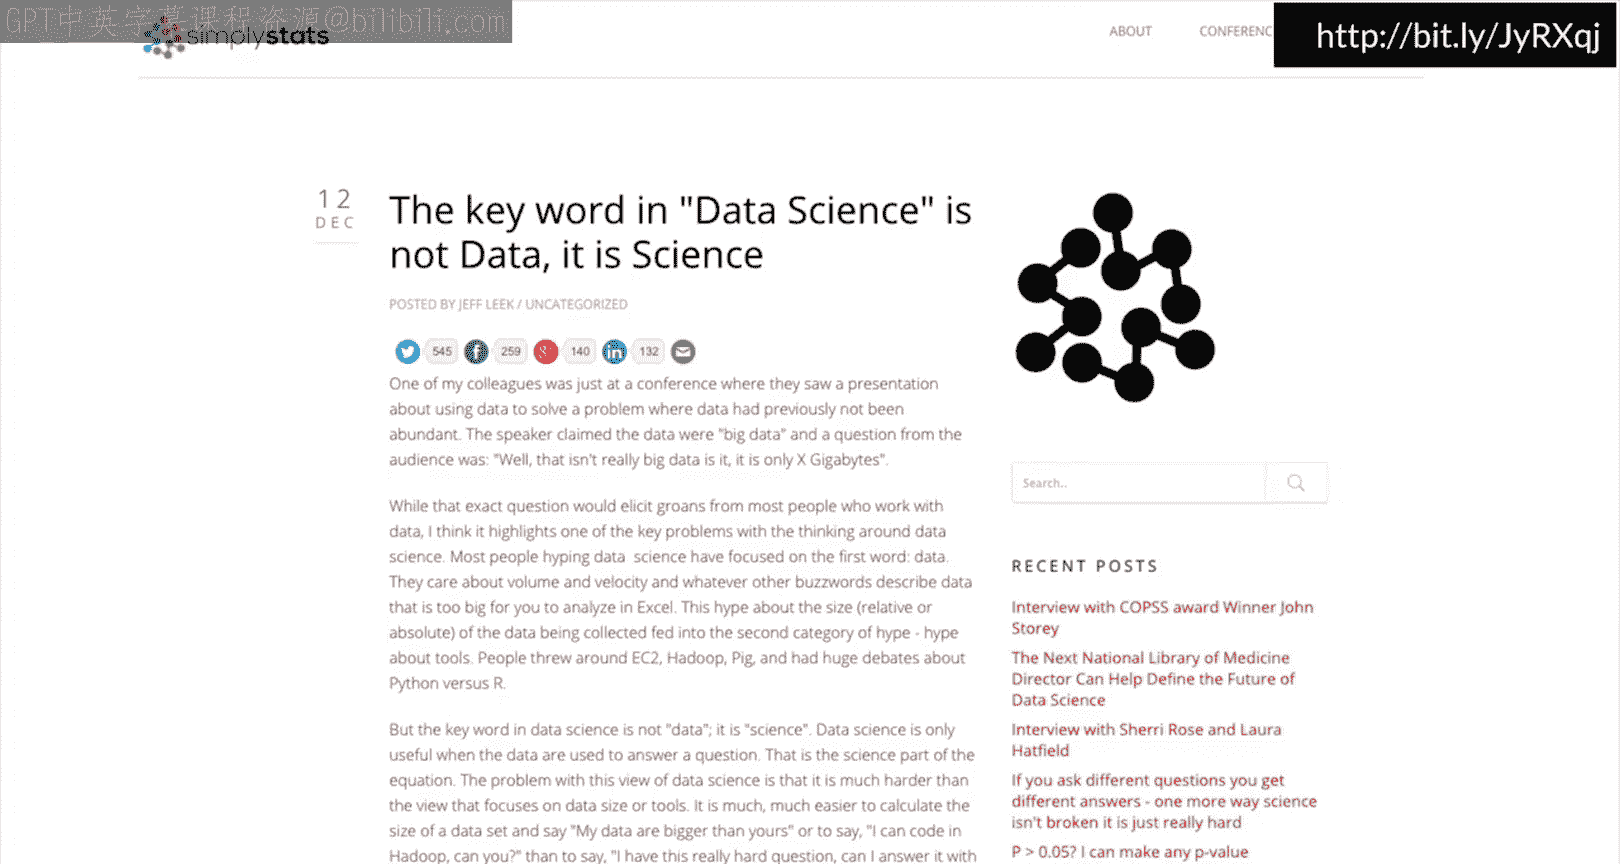 GPT中英字幕课程资源@bilibili.com
simplystats
ABOUT
CONFERENC
http://bit.ly/JyRXqj
12
DEC
The key word in "Data Science" is
not Data, it is Science
POSTED BY JEFF LEEK / UNCATEGORIZED
545 259 140 132
One of my colleagues was just at a conference where they saw a presentation
about using data to solve a problem where data had previously not been
abundant. The speaker claimed the data were "big data" and a question from the
audience was: "Well, that isn't really big data is it, it is only X Gigabytes".
While that exact question would elicit groans from most people who work with
data, I think it highlights one of the key problems with the thinking around data
science. Most people hyping data science have focused on the first word: data.
They care about volume and velocity and whatever other buzzwords describe data
that is too big for you to analyze in Excel. This hype about the size (relative or
absolute) of the data being collected fed into the second category of hype - hype
about tools. People threw around EC2, Hadoop, Pig, and had huge debates about
Python versus R.
But the key word in data science is not "data"; it is "science". Data science is only
useful when the data are used to answer a question. That is the science part of the
equation. The problem with this view of data science is that it is much harder than
the view that focuses on data size or tools. It is much, much easier to calculate the
size of a data set and say "My data are bigger than yours" or to say, "I can code in
Hadoop, can you?" than to say, "I have this really hard question, can I answer it with
Search..
RECENT POSTS
Interview with COPSS award Winner John
Storey
The Next National Library of Medicine
Director Can Help Define the Future of
Data Science
Interview with Sherri Rose and Laura
Hatfield
If you ask different questions you get
different answers - one more way science
isn't broken it is just really hard
P > 0.05? I can make any p-value